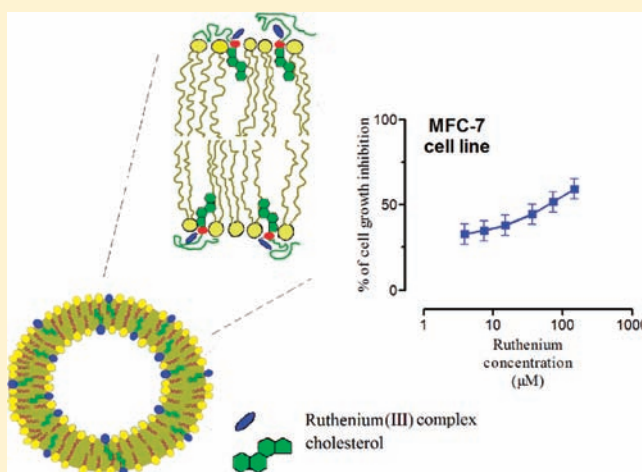 MFC-7
cell line
% of cell growth inhibition
100
50
0
1
10
100
1000
Ruthenium
concentration
(µM)
Ruthenium(III) complex
cholesterol